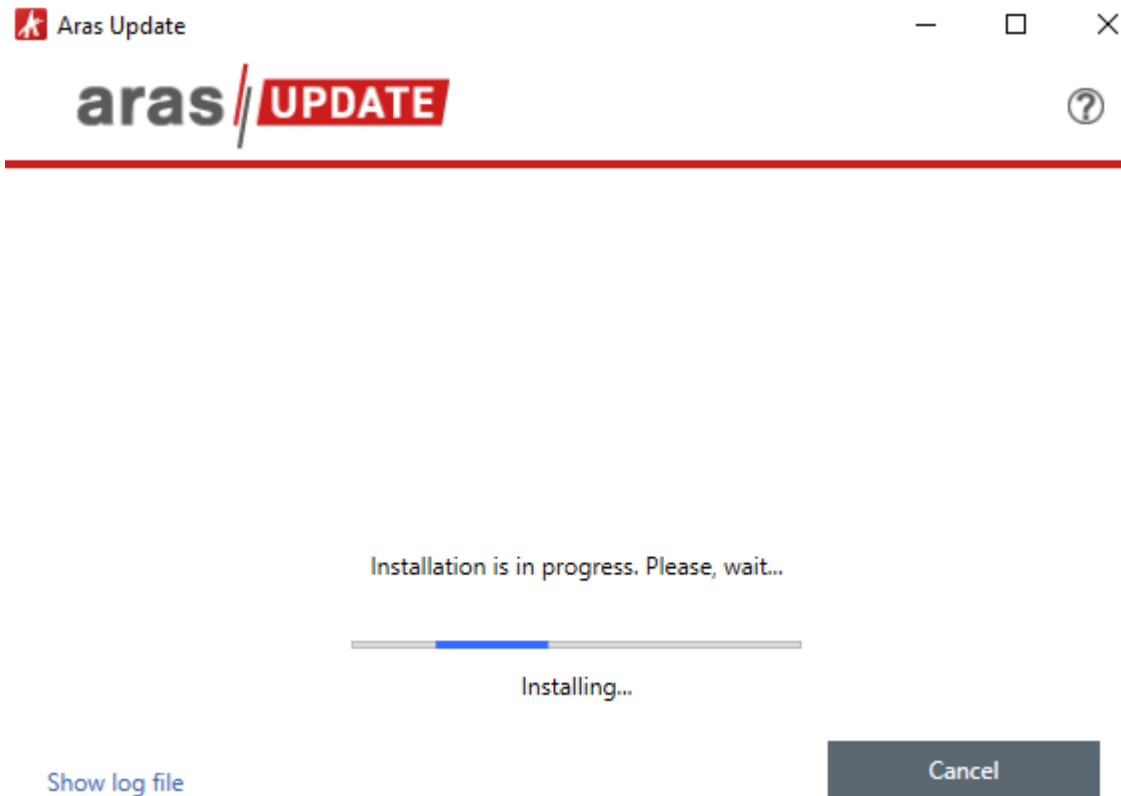 Aras Update
aras UPDATE
Installation is in progress. Please, wait...
Installing...
Show log file
Cancel